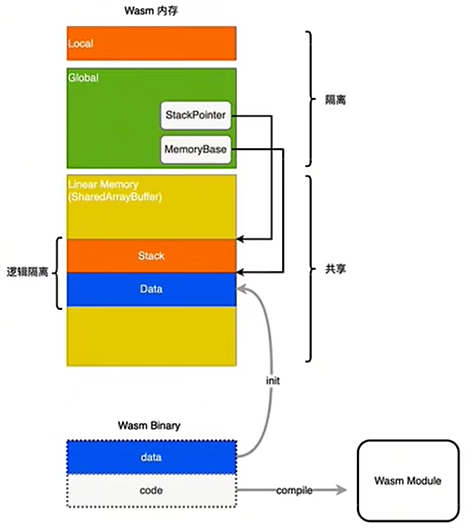 Wasm 内存
Local
Global
StackPointer
MemoryBase
隔离
Linear Memory
(SharedArrayBuffer)
Stack
Data
逻辑隔离
共享
init
Wasm Binary
data
code
compile
Wasm Module